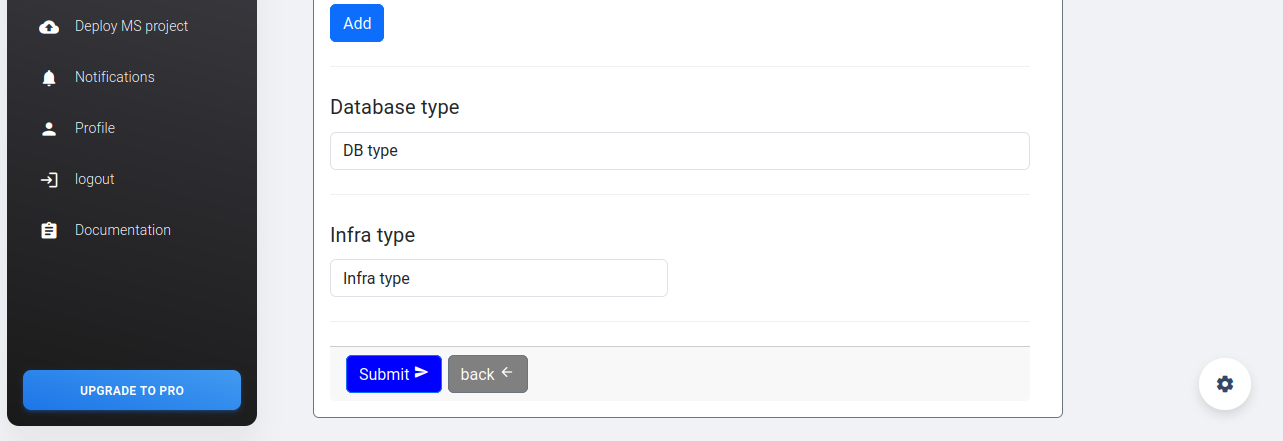 Deploy MS project
Notifications
Profile
logout
Documentation
UPGRADE TO PRO
Add
Database type
DB type
Infra type
Infra type
Submit
back